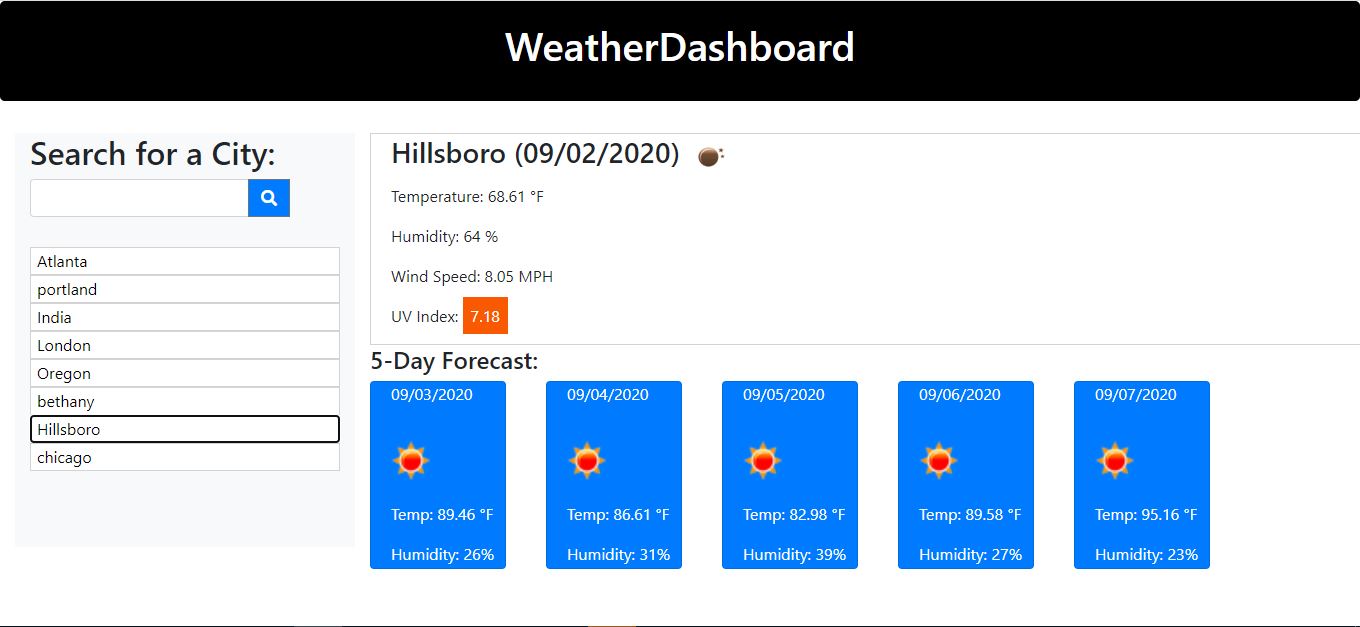 WeatherDashboard
Search for a City:
Atlanta
portland
India
London
Oregon
bethany
Hillsboro
chicago
Hillsboro (09/02/2020)
Temperature: 68.61 °F
Humidity: 64 %
Wind Speed: 8.05 MPH
UV Index: 7.18
5-Day Forecast:
09/03/2020
Temp: 89.46 °F
Humidity: 26%
09/04/2020
Temp: 86.61 °F
Humidity: 31%
09/05/2020
Temp: 82.98 °F
Humidity: 39%
09/06/2020
Temp: 89.58 °F
Humidity: 27%
09/07/2020
Temp: 95.16 °F
Humidity: 23%